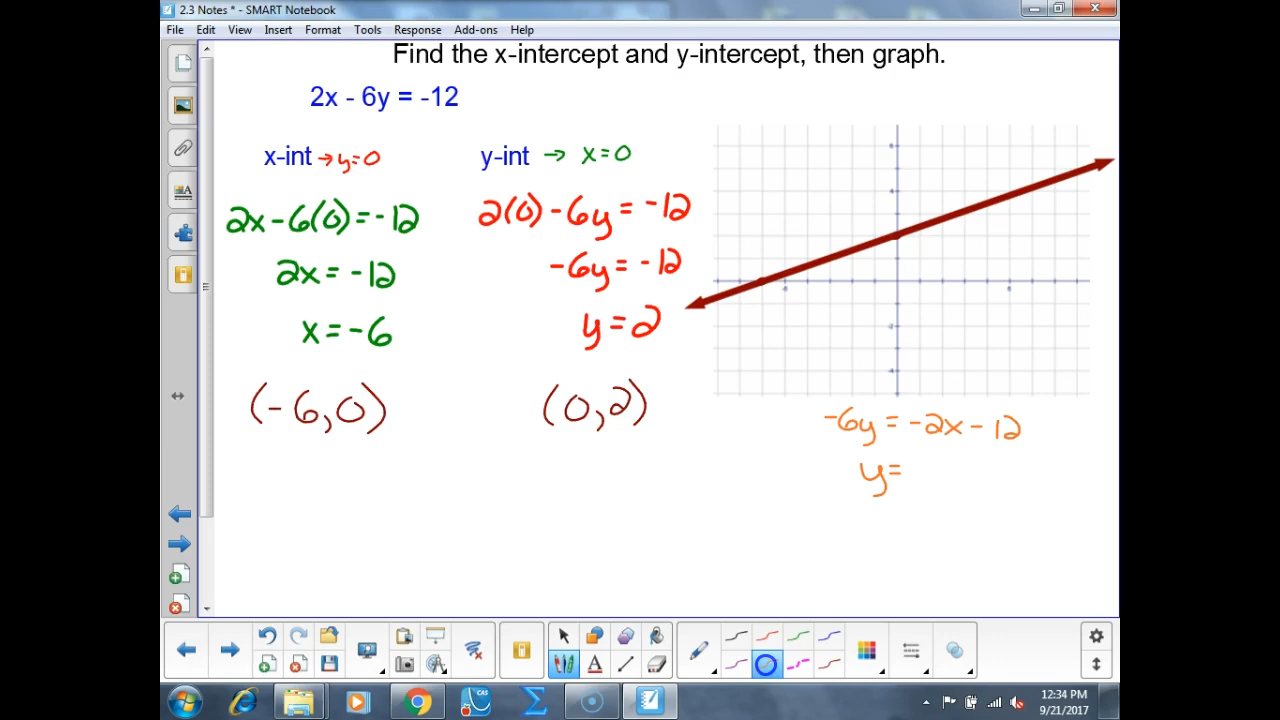 2.3 Notes * - SMART Notebook
File Edit View Insert Format Tools Response Add-ons Help
Find the x-intercept and y-intercept, then graph.
2x - 6y = -12
x-int → y=0
2x - 6(0) = -12
2x = -12
x = -6
(-6,0)
y-int → x=0
2(0) - 6y = -12
-6y = -12
y = 2
(0,2)
-6y = -2x - 12
y=
CAS
12:34 PM
9/21/2017